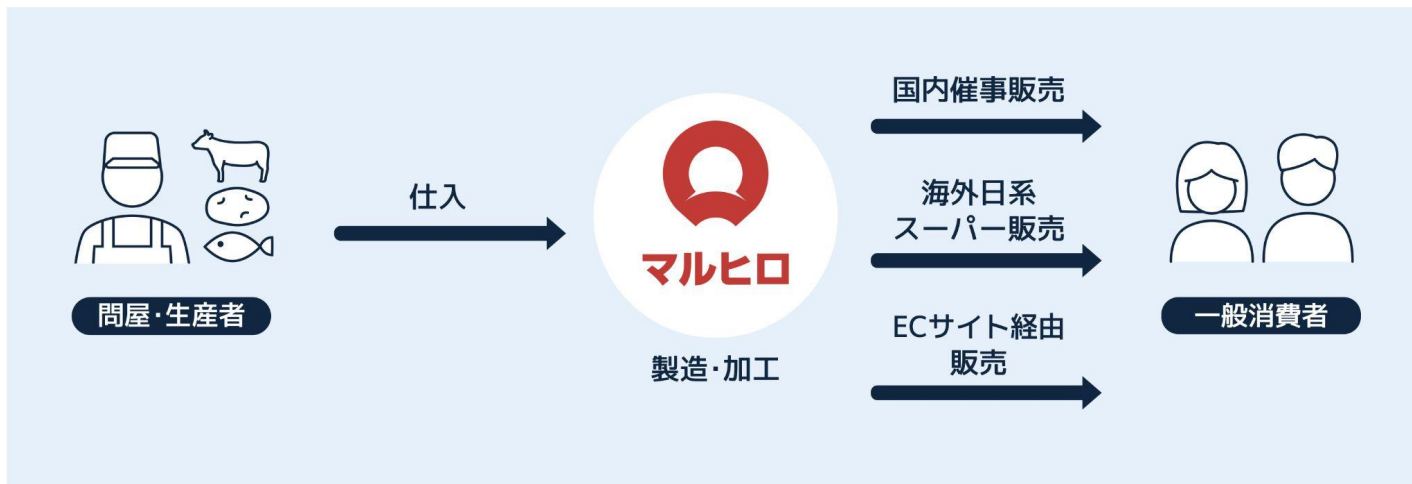 問屋・生産者
仕入
マルヒロ
製造・加工
国内催事販売
海外日系
スーパー販売
ECサイト経由
販売
一般消費者